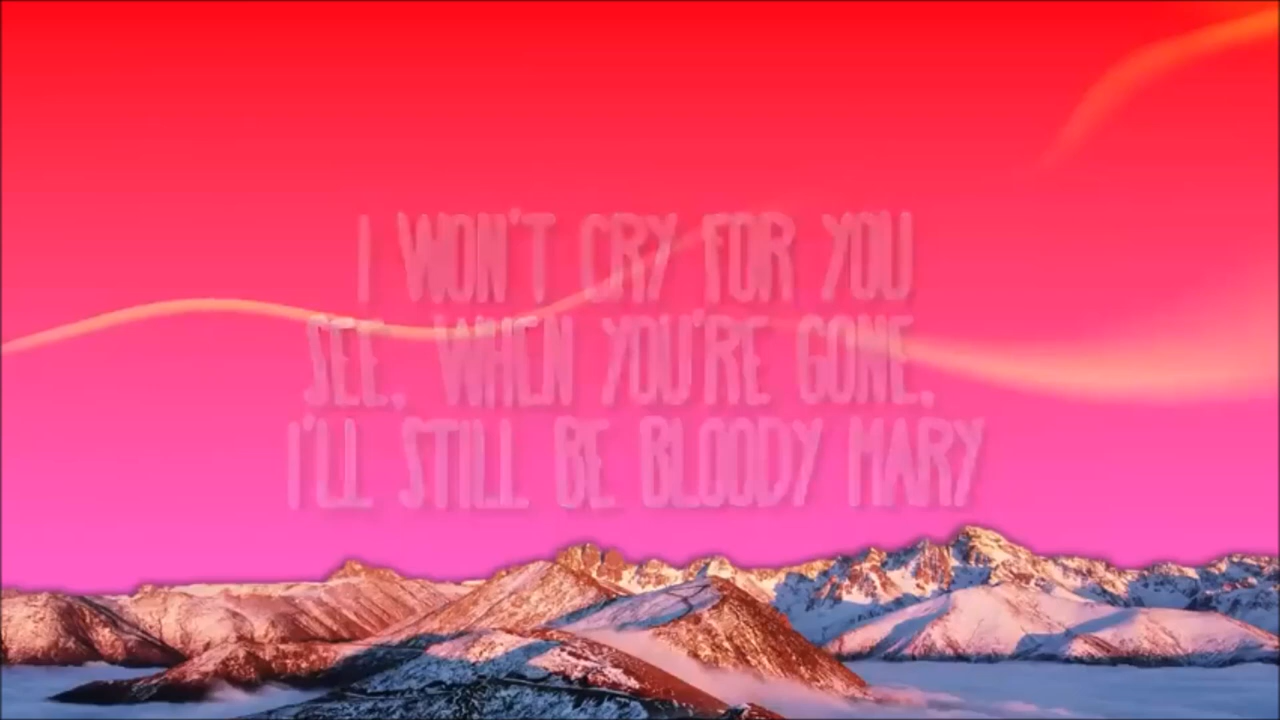 I WON'T CRY FOR YOU
SEE, WHEN YOU'RE GONE,
I'LL STILL BE BLOODY MARY